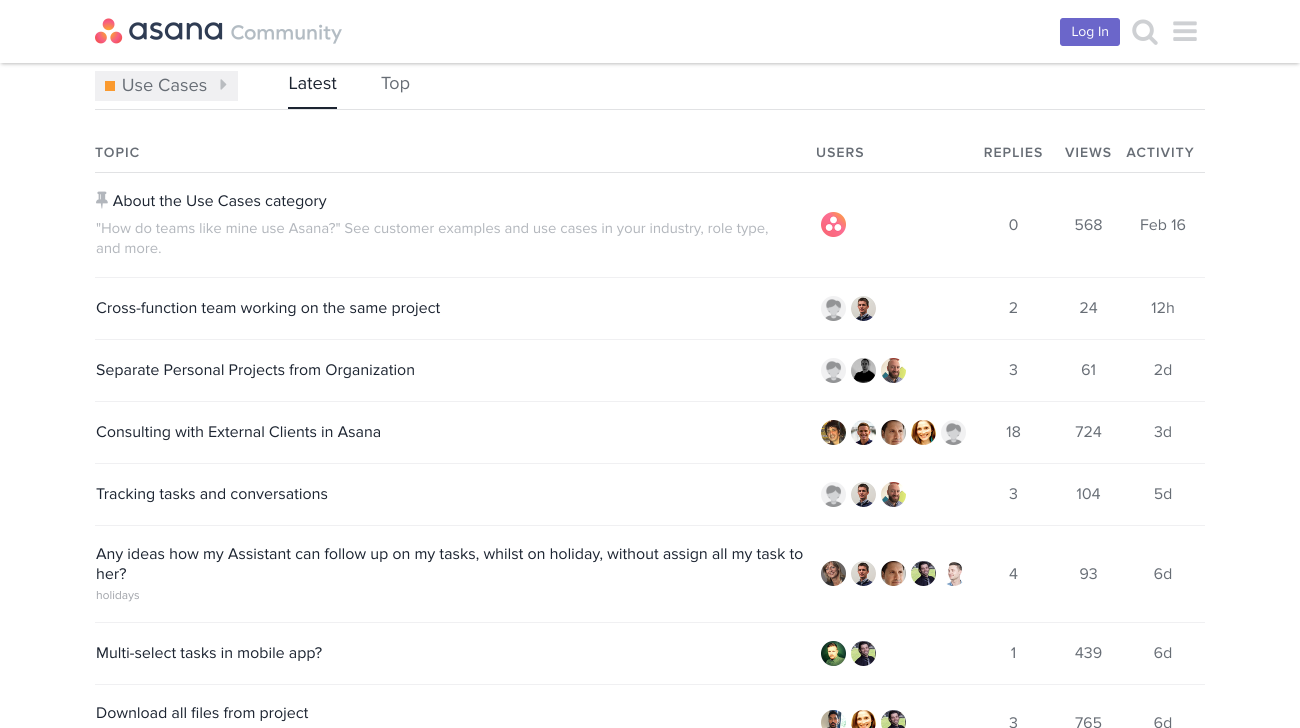 asana Community
Log In
Use Cases
Latest
Top
TOPIC USERS REPLIES VIEWS ACTIVITY
About the Use Cases category
"How do teams like mine use Asana?" See customer examples and use cases in your industry, role type,
and more.
0 568 Feb 16
Cross-function team working on the same project 2 24 12h
Separate Personal Projects from Organization 3 61 2d
Consulting with External Clients in Asana 18 724 3d
Tracking tasks and conversations 3 104 5d
Any ideas how my Assistant can follow up on my tasks, whilst on holiday, without assign all my task to
her?
holidays
4 93 6d
Multi-select tasks in mobile app? 1 439 6d
Download all files from project 3 765 6d